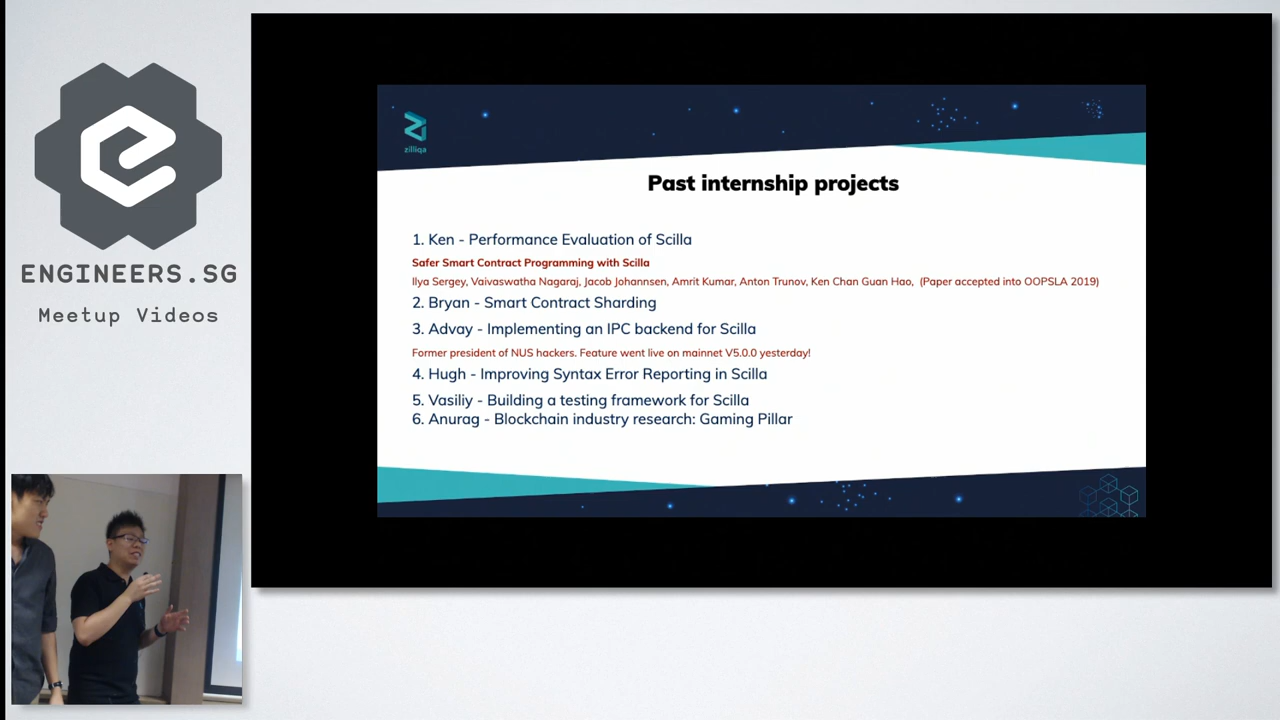 ENGINEERS.SG
Meetup Videos
zilliqa
Past internship projects
1. Ken - Performance Evaluation of Scilla
Safer Smart Contract Programming with Scilla
Ilya Sergey, Vaivaswatha Nagaraj, Jacob Johannsen, Amrit Kumar, Anton Trunov, Ken Chan Guan Hao, (Paper accepted into OOPSLA 2019)
2. Bryan - Smart Contract Sharding
3. Advay - Implementing an IPC backend for Scilla
Former president of NUS hackers. Feature went live on mainnet V5.0.0 yesterday!
4. Hugh - Improving Syntax Error Reporting in Scilla
5. Vasiliy - Building a testing framework for Scilla
6. Anurag - Blockchain industry research: Gaming Pillar